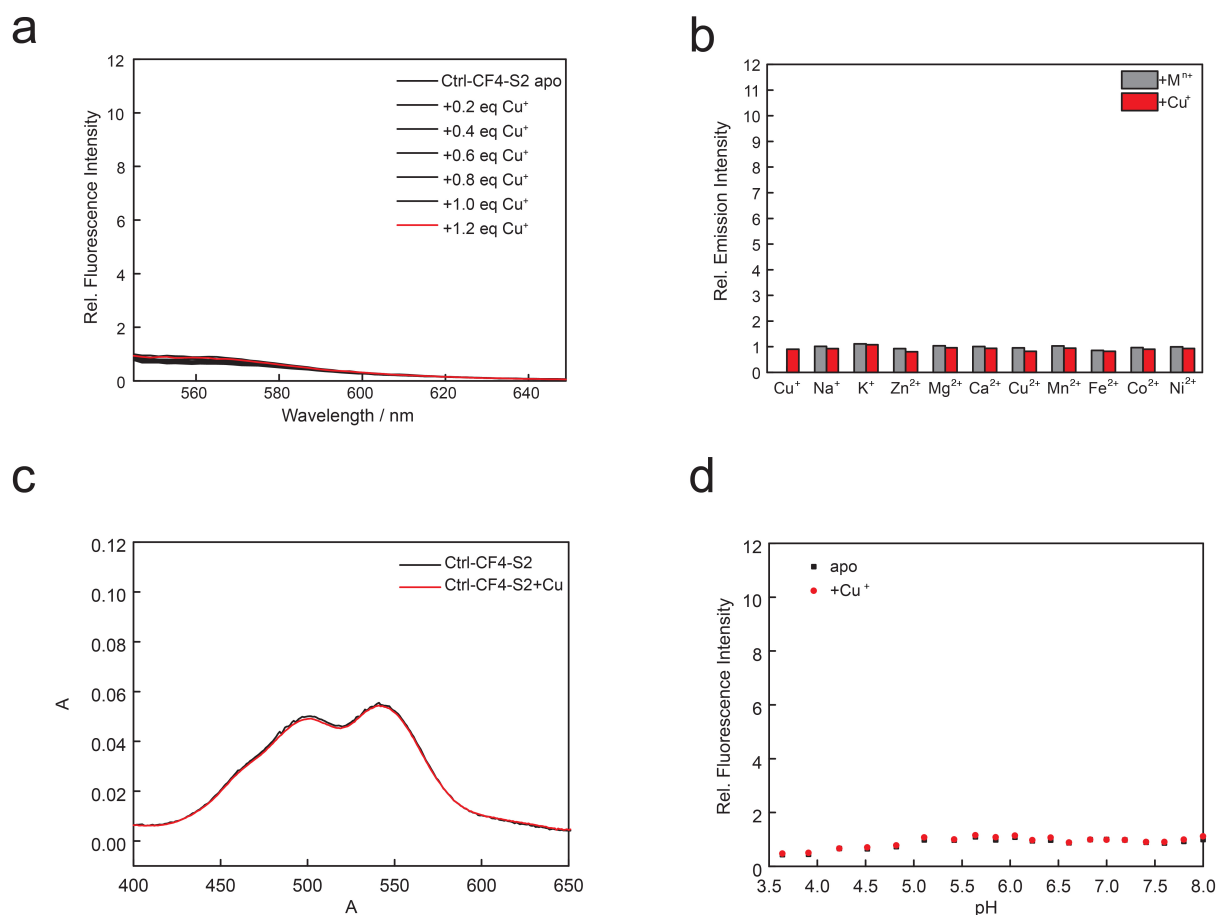 a
12
10
8
6
4
2
0
Rel. Fluorescence Intensity
560
580
600
620
640
Wavelength / nm
Ctrl-CF4-S2 apo
+0.2 eq Cu⁺
+0.4 eq Cu⁺
+0.6 eq Cu⁺
+0.8 eq Cu⁺
+1.0 eq Cu⁺
+1.2 eq Cu⁺
b
12
11
10
9
8
7
6
5
4
3
2
1
0
Rel. Emission Intensity
+Mⁿ⁺
+Cu⁺
Cu⁺ Na⁺ K⁺ Zn²⁺ Mg²⁺ Ca²⁺ Cu²⁺ Mn²⁺ Fe²⁺ Co²⁺ Ni²⁺
c
0.12
0.10
0.08
0.06
0.04
0.02
0.00
A
Ctrl-CF4-S2
Ctrl-CF4-S2+Cu
400 450 500 550 600 650
A
d
12
10
8
6
4
2
0
Rel. Fluorescence Intensity
apo
+Cu⁺
3.5 4.0 4.5 5.0 5.5 6.0 6.5 7.0 7.5 8.0
pH